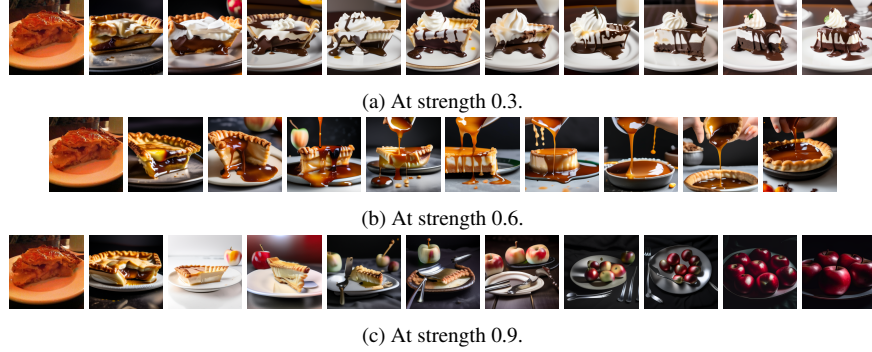 (a) At strength 0.3.
(b) At strength 0.6.
(c) At strength 0.9.